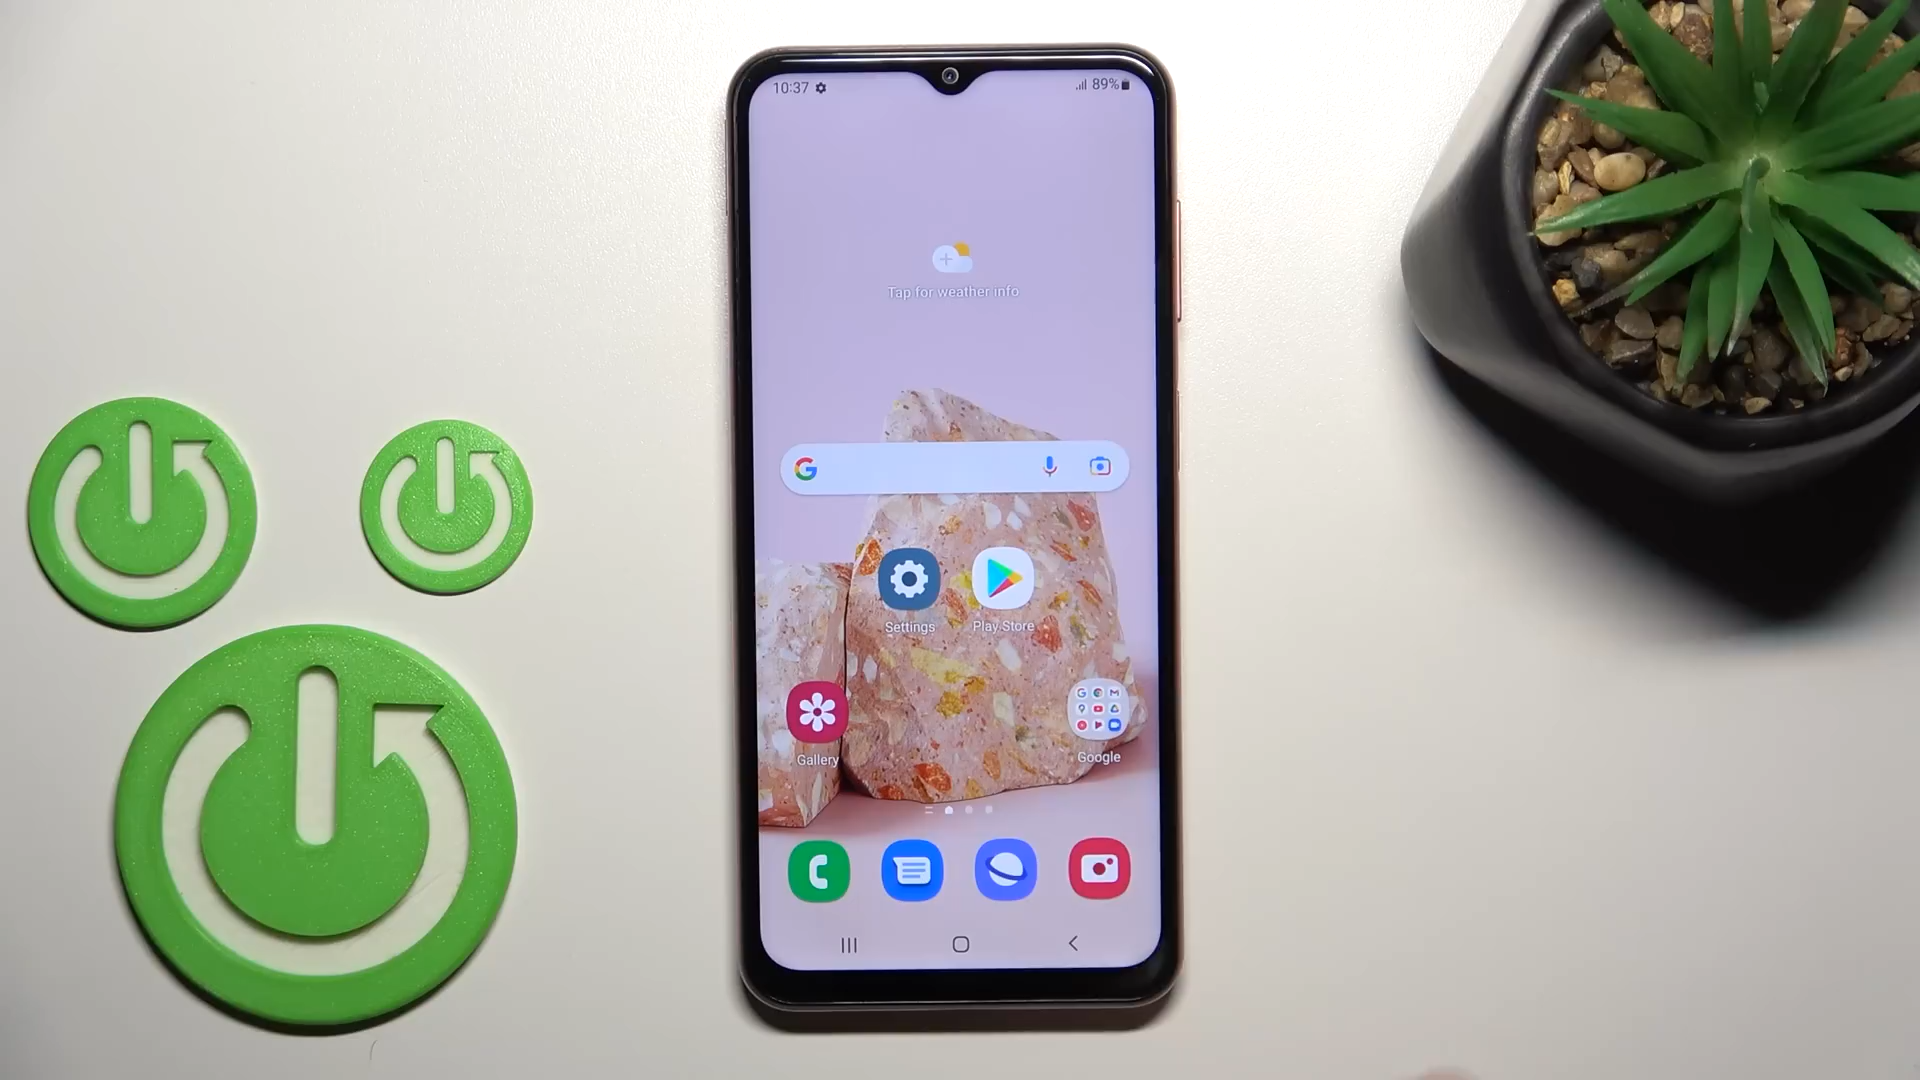 10:37
89%
Tap for weather info
G
Settings
Play Store
Gallery
Google